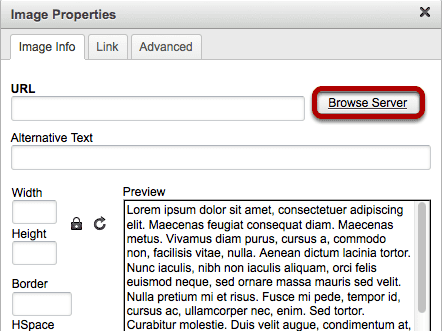 Image Properties
Image Info Link Advanced
URL
Browse Server
Alternative Text
Width
Preview
Height
Border
HSpace
Lorem ipsum dolor sit amet, consectetuer adipiscing
elit. Maecenas feugiat consequat diam. Maecenas
metus. Vivamus diam purus, cursus a, commodo
non, facilisis vitae, nulla. Aenean dictum lacinia tortor.
Nunc iaculis, nibh non iaculis aliquam, orci felis
euismod neque, sed ornare massa mauris sed velit.
Nulla pretium mi et risus. Fusce mi pede, tempor id,
cursus ac, ullamcorper nec, enim. Sed tortor.
Curabitur molestie. Duis velit augue, condimentum at,